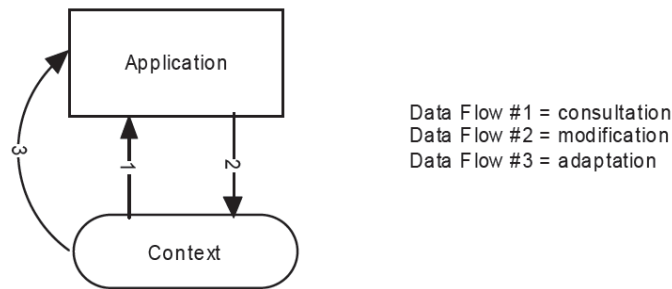 Application
Data Flow #1 = consultation
Data Flow #2 = modification
Data Flow #3 = adaptation
3
1
2
Context